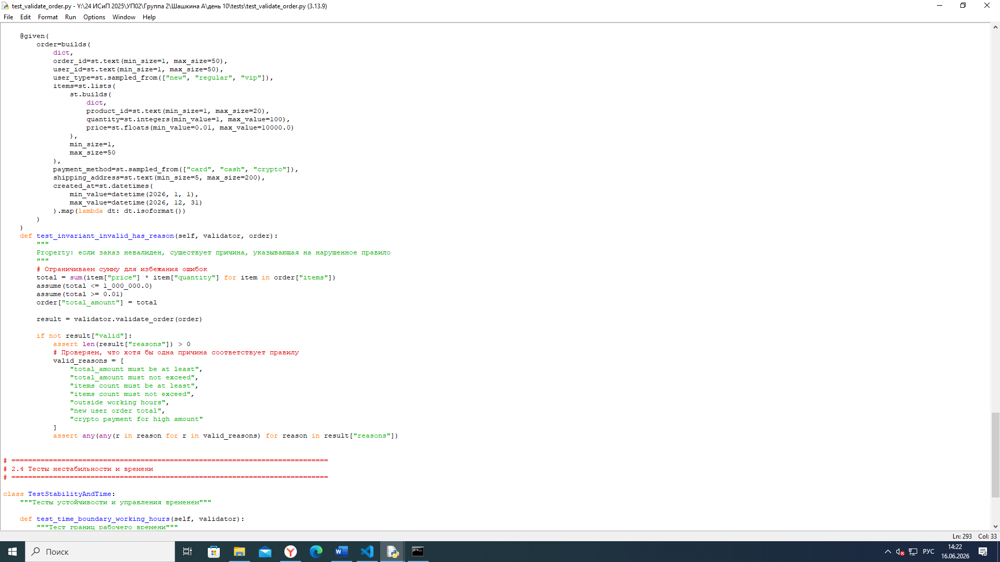 test_validate_order.py - Y:\24 ИСиП 2025\УП02\Группа 2\Шашкина А\день 10\tests\test_validate_order.py (3.13.9)
File Edit Format Run Options Window Help
    @given(
        order=builds(
            dict,
            order_id=st.text(min_size=1, max_size=50),
            user_id=st.text(min_size=1, max_size=50),
            user_type=st.sampled_from(["new", "regular", "vip"]),
            items=st.lists(
                st.builds(
                    dict,
                    product_id=st.text(min_size=1, max_size=20),
                    quantity=st.integers(min_value=1, max_value=100),
                    price=st.floats(min_value=0.01, max_value=10000.0)
                ),
                min_size=1,
                max_size=50
            ),
            payment_method=st.sampled_from(["card", "cash", "crypto"]),
            shipping_address=st.text(min_size=5, max_size=200),
            created_at=st.datetimes(
                min_value=datetime(2026, 1, 1),
                max_value=datetime(2026, 12, 31)
            ).map(lambda dt: dt.isoformat())
        )
    )
    def test_invariant_invalid_has_reason(self, validator, order):
        """
        Property: если заказ невалиден, существует причина, указывающая на нарушенное правило
        """
        # Ограничиваем сумму для избежания ошибок
        total = sum(item["price"] * item["quantity"] for item in order["items"])
        assume(total <= 1_000_000.0)
        assume(total >= 0.01)
        order["total_amount"] = total
        result = validator.validate_order(order)
        if not result["valid"]:
            assert len(result["reasons"]) > 0
            # Проверяем, что хотя бы одна причина соответствует правилу
            valid_reasons = [
                "total_amount must be at least",
                "total_amount must not exceed",
                "items count must be at least",
                "items count must not exceed",
                "outside working hours",
                "new user order total",
                "crypto payment for high amount"
            ]
            assert any(any(r in reason for r in valid_reasons) for reason in result["reasons"])
# ============================================================================
# 2.4 Тесты нестабильности и времени
# ============================================================================
class TestStabilityAndTime:
    """Тесты устойчивости и управления временем"""
    def test_time_boundary_working_hours(self, validator):
        """Тест границ рабочего времени"""
Ln: 293 Col: 33
Поиск
РУС
14:22
16.06.2026